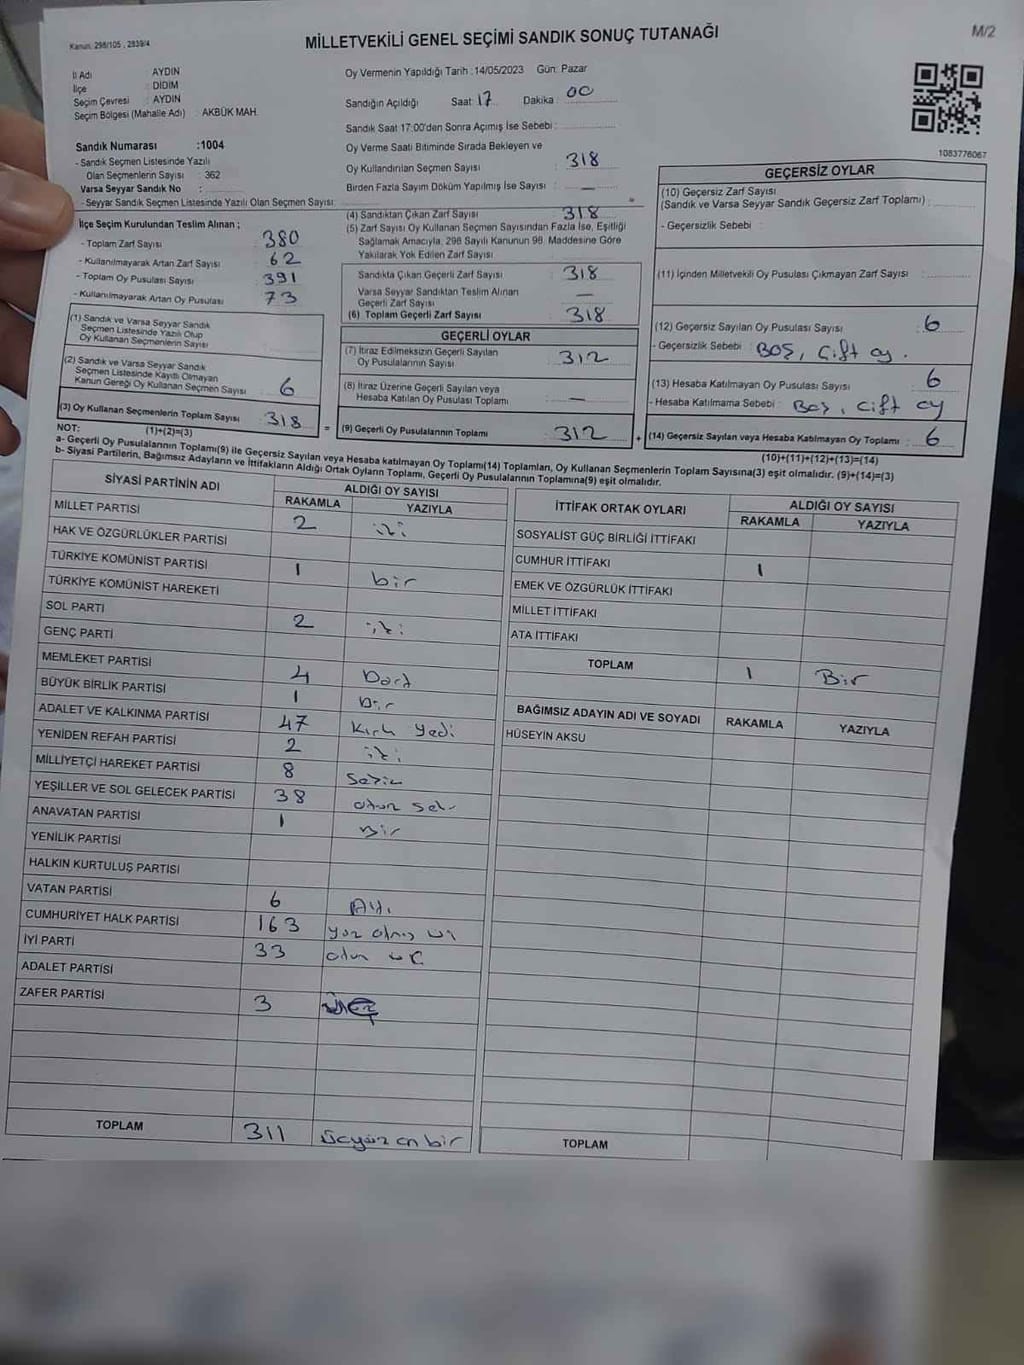 Kanun: 298/105 , 2839/4
MİLLETVEKİLİ GENEL SEÇİMİ SANDIK SONUÇ TUTANAĞI
M/2
İl Adı : AYDIN
İlçe : DİDİM
Seçim Çevresi : AYDIN
Seçim Bölgesi (Mahalle Adı) : AKBÜK MAH.
Sandık Numarası :1004
- Sandık Seçmen Listesinde Yazılı
Olan Seçmenlerin Sayısı : 362
Varsa Seyyar Sandık No :
- Seyyar Sandık Seçmen Listesinde Yazılı Olan Seçmen Sayısı:
Oy Vermenin Yapıldığı Tarih :14/05/2023 Gün: Pazar
Sandığın Açıldığı Saat: 17 Dakika : 00
Sandık Saat 17:00'den Sonra Açımış İse Sebebi :
Oy Verme Saati Bitiminde Sırada Bekleyen ve
Oy Kullandırılan Seçmen Sayısı : 318
Birden Fazla Sayım Döküm Yapılmış İse Sayısı : —
1083776067
İlçe Seçim Kurulundan Teslim Alınan ;
- Toplam Zarf Sayısı : 380
- Kullanılmayarak Artan Zarf Sayısı : 62
- Toplam Oy Pusulası Sayısı : 391
- Kullanılmayarak Artan Oy Pusulası : 73
(1) Sandık ve Varsa Seyyar Sandık
Seçmen Listesinde Yazılı Olup
Oy Kullanan Seçmenlerin Sayısı :
(2) Sandık ve Varsa Seyyar Sandık
Seçmen Listesinde Kayıtlı Olmayan
Kanun Gereği Oy Kullanan Seçmen Sayısı : 6
(3) Oy Kullanan Seçmenlerin Toplam Sayısı : 318
(1)+(2)=(3)
(4) Sandıktan Çıkan Zarf Sayısı : 318
(5) Zarf Sayısı Oy Kullanan Seçmen Sayısından Fazla İse, Eşitliği
Sağlamak Amacıyla, 298 Sayılı Kanunun 98. Maddesine Göre
Yakılarak Yok Edilen Zarf Sayısı :
Sandıkta Çıkan Geçerli Zarf Sayısı : 318
Varsa Seyyar Sandıktan Teslim Alınan
Geçerli Zarf Sayısı : —
(6) Toplam Geçerli Zarf Sayısı : 318
GEÇERLİ OYLAR
(7) İtiraz Edilmeksizin Geçerli Sayılan
Oy Pusulalarının Sayısı : 312
(8) İtiraz Üzerine Geçerli Sayılan veya
Hesaba Katılan Oy Pusulası Toplamı : —
= (9) Geçerli Oy Pusulalarının Toplamı : 312 +
GEÇERSİZ OYLAR
(10) Geçersiz Zarf Sayısı
(Sandık ve Varsa Seyyar Sandık Geçersiz Zarf Toplamı) :
- Geçersizlik Sebebi :
(11) İçinden Milletvekili Oy Pusulası Çıkmayan Zarf Sayısı :
(12) Geçersiz Sayılan Oy Pusulası Sayısı : 6
- Geçersizlik Sebebi : BOŞ, çift oy.
(13) Hesaba Katılmayan Oy Pusulası Sayısı : 6
- Hesaba Katılmama Sebebi : Boş, çift oy
(14) Geçersiz Sayılan veya Hesaba Katılmayan Oy Toplamı : 6
(10)+(11)+(12)+(13)=(14)
NOT:
a- Geçerli Oy Pusulalarının Toplamı(9) ile Geçersiz Sayılan veya Hesaba katılmayan Oy Toplamı(14) Toplamları, Oy Kullanan Seçmenlerin Toplam Sayısına(3) eşit olmalıdır. (9)+(14)=(3)
b- Siyasi Partilerin, Bağımsız Adayların ve İttifakların Aldığı Ortak Oyların Toplamı, Geçerli Oy Pusulalarının Toplamına(9) eşit olmalıdır.
SİYASİ PARTİNİN ADI ALDIĞI OY SAYISI
RAKAMLA YAZIYLA
MİLLET PARTİSİ 2 iki
HAK VE ÖZGÜRLÜKLER PARTİSİ
TÜRKİYE KOMÜNİST PARTİSİ 1 bir
TÜRKİYE KOMÜNİST HAREKETİ
SOL PARTİ 2 iki
GENÇ PARTİ
MEMLEKET PARTİSİ 4 Dört
BÜYÜK BİRLİK PARTİSİ 1 Bir
ADALET VE KALKINMA PARTİSİ 47 Kırk yedi
YENİDEN REFAH PARTİSİ 2 iki
MİLLİYETÇİ HAREKET PARTİSİ 8 Sekiz
YEŞİLLER VE SOL GELECEK PARTİSİ 38 otuz sek
ANAVATAN PARTİSİ 1 Bir
YENİLİK PARTİSİ
HALKIN KURTULUŞ PARTİSİ
VATAN PARTİSİ 6 Altı
CUMHURİYET HALK PARTİSİ 163 yüz atmış üç
İYİ PARTİ 33 otuz üç
ADALET PARTİSİ
ZAFER PARTİSİ 3
TOPLAM 311 üçyüz on bir
İTTİFAK ORTAK OYLARI ALDIĞI OY SAYISI
RAKAMLA YAZIYLA
SOSYALİST GÜÇ BİRLİĞİ İTTİFAKI
CUMHUR İTTİFAKI 1
EMEK VE ÖZGÜRLÜK İTTİFAKI
MİLLET İTTİFAKI
ATA İTTİFAKI
TOPLAM 1 Bir
BAĞIMSIZ ADAYIN ADI VE SOYADI RAKAMLA YAZIYLA
HÜSEYİN AKSU
TOPLAM